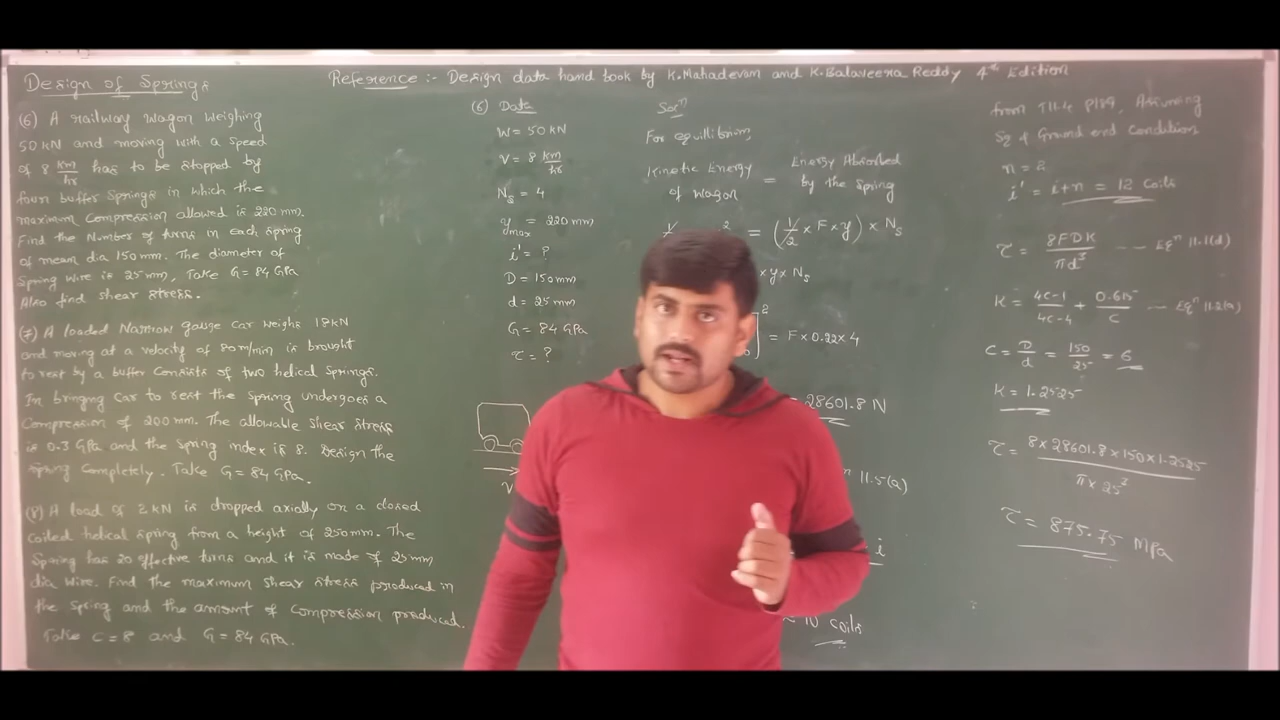 Design of Springs
Reference :- Design data hand book by K.Mahadevan and K.Balaveera Reddy 4th Edition
(6) A railway wagon weighing
50 kN and moving with a speed
of 8 km/hr has to be stopped by
four buffer springs in which the
maximum compression allowed is 220 mm.
Find the Number of turns in each spring
of mean dia 150 mm. The diameter of
spring wire is 25 mm, Take G = 84 GPa
Also find shear stress.
(7) A loaded Narrow gauge car weighs 18 kN
and moving at a velocity of 80 m/min is brought
to rest by a buffer consists of two helical springs.
In bringing car to rest the spring undergoes a
compression of 200 mm. The allowable shear stress
is 0.3 GPa and the spring index is 8. Design the
spring completely. Take G = 84 GPa.
(8) A load of 2 kN is dropped axially on a closed
coiled helical spring from a height of 250 mm. The
spring has 20 effective turns and it is made of 25 mm
dia wire. Find the maximum shear stress produced in
the spring and the amount of compression produced.
Take C = 8 and G = 84 GPa.
(6) Data
W = 50 kN
V = 8 km/hr
Ns = 4
ymax = 220 mm
i' = ?
D = 150 mm
d = 25 mm
G = 84 GPa
τ = ?
V
Soln
For equilibrium,
Kinetic Energy of wagon = Energy Absorbed by the spring
= (1/2 × F × y) × Ns
× y × Ns
]² = F × 0.22 × 4
28601.8 N
11.5(a)
i
10 coils
from T11.4 P189, Assuming
Sq & Ground end Condition
n = 2
i' = i+n = 12 coils
τ = 8FDK/πd³ --- Eqn 11.1(d)
K = 4C-1/4C-4 + 0.615/C --- Eqn 11.2(a)
C = D/d = 150/25 = 6
K = 1.2525
τ = 8×28601.8×150×1.2525/π×25³
τ = 875.75 MPa